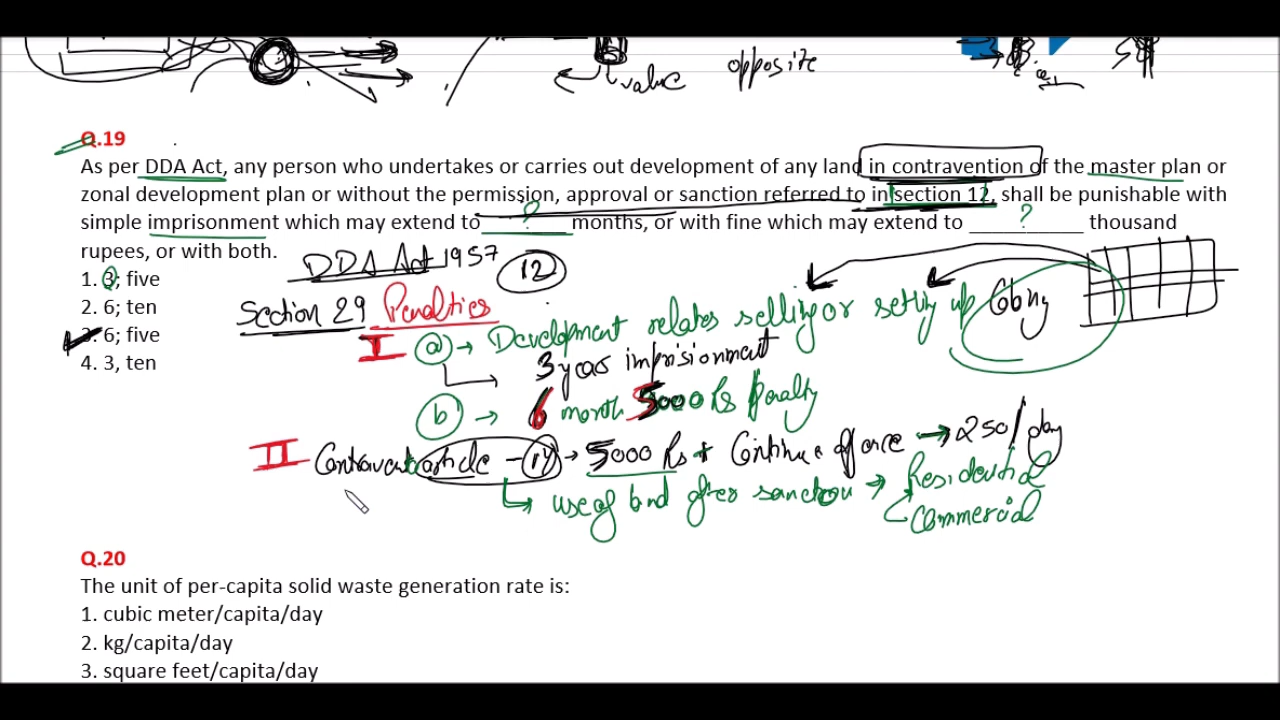 value
opposite
Q.19
As per DDA Act, any person who undertakes or carries out development of any land in contravention of the master plan or
zonal development plan or without the permission, approval or sanction referred to in section 12, shall be punishable with
simple imprisonment which may extend to ___?___ months, or with fine which may extend to ____?____ thousand
rupees, or with both.
DDA Act 1957 12
1. 3; five
Section 29 Penalties
2. 6; ten
I a → Development relates selling or setting up Colony
3. 6; five
3 years imprisionment
4. 3, ten
b → 6 month 5000 Rs Penalty
II Contravent article - 14 → 5000 Rs + Continue offence → 250/day
↳ use of land after sanction → Residential
Commercial
Q.20
The unit of per-capita solid waste generation rate is:
1. cubic meter/capita/day
2. kg/capita/day
3. square feet/capita/day